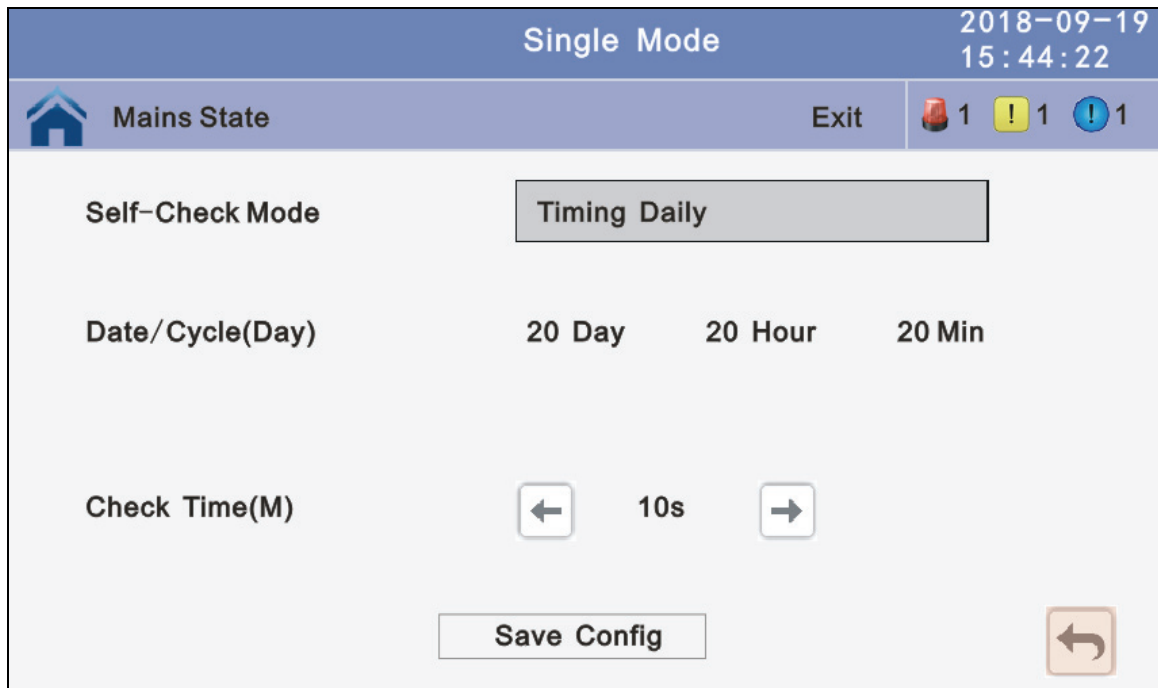 Single Mode
2018-09-19
15:44:22
Mains State Exit 1 ! 1 ! 1
Self-Check Mode Timing Daily
Date/Cycle(Day) 20 Day 20 Hour 20 Min
Check Time(M) 10s
Save Config